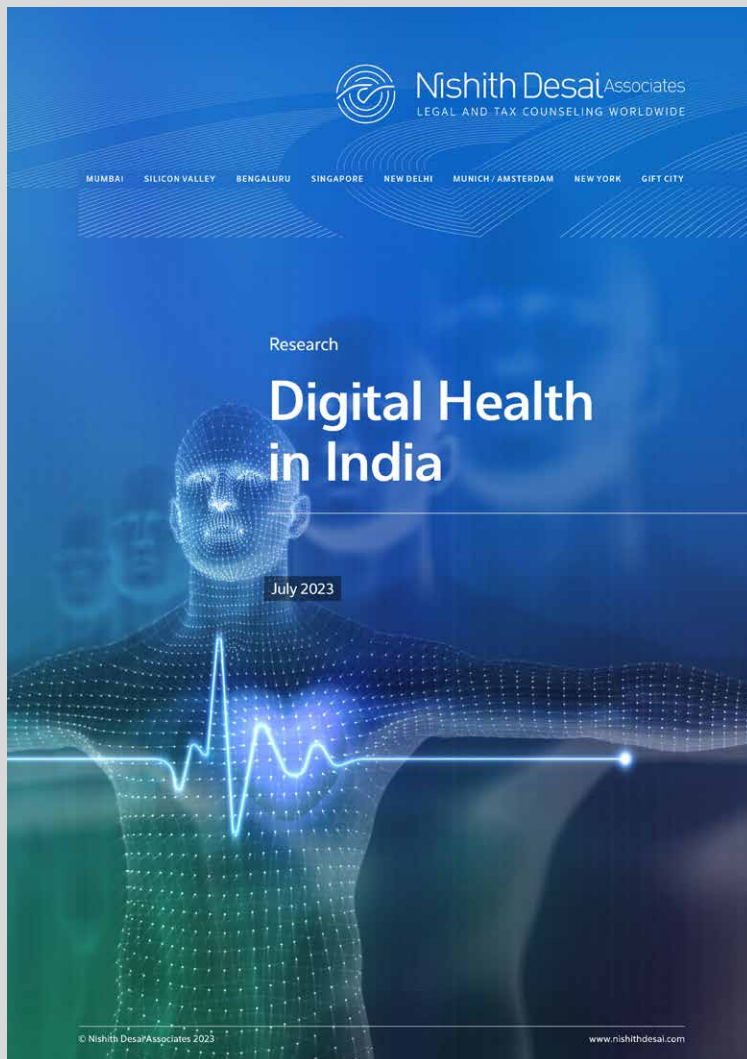 Nishith Desai Associates
LEGAL AND TAX COUNSELING WORLDWIDE
MUMBAI SILICON VALLEY BENGALURU SINGAPORE NEW DELHI MUNICH / AMSTERDAM NEW YORK GIFT CITY
Research
Digital Health
in India
July 2023
© Nishith Desai Associates 2023 www.nishithdesai.com